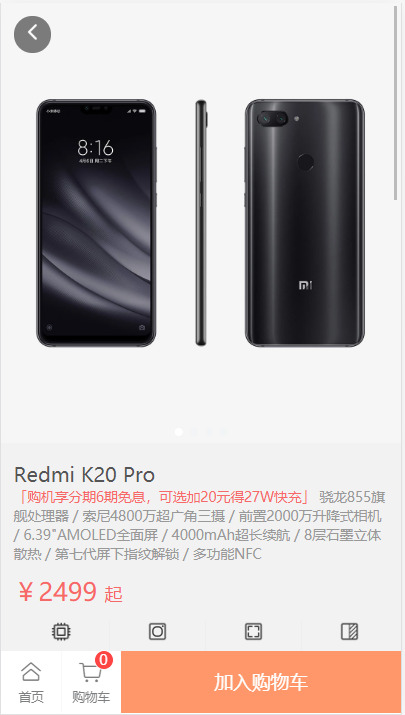 8:16
4月6日 周二下午
MI
Redmi K20 Pro
「购机享分期6期免息，可选加20元得27W快充」 骁龙855旗
舰处理器 / 索尼4800万超广角三摄 / 前置2000万升降式相机
/ 6.39"AMOLED全面屏 / 4000mAh超长续航 / 8层石墨立体
散热 / 第七代屏下指纹解锁 / 多功能NFC
￥2499 起
0
首页
购物车
加入购物车